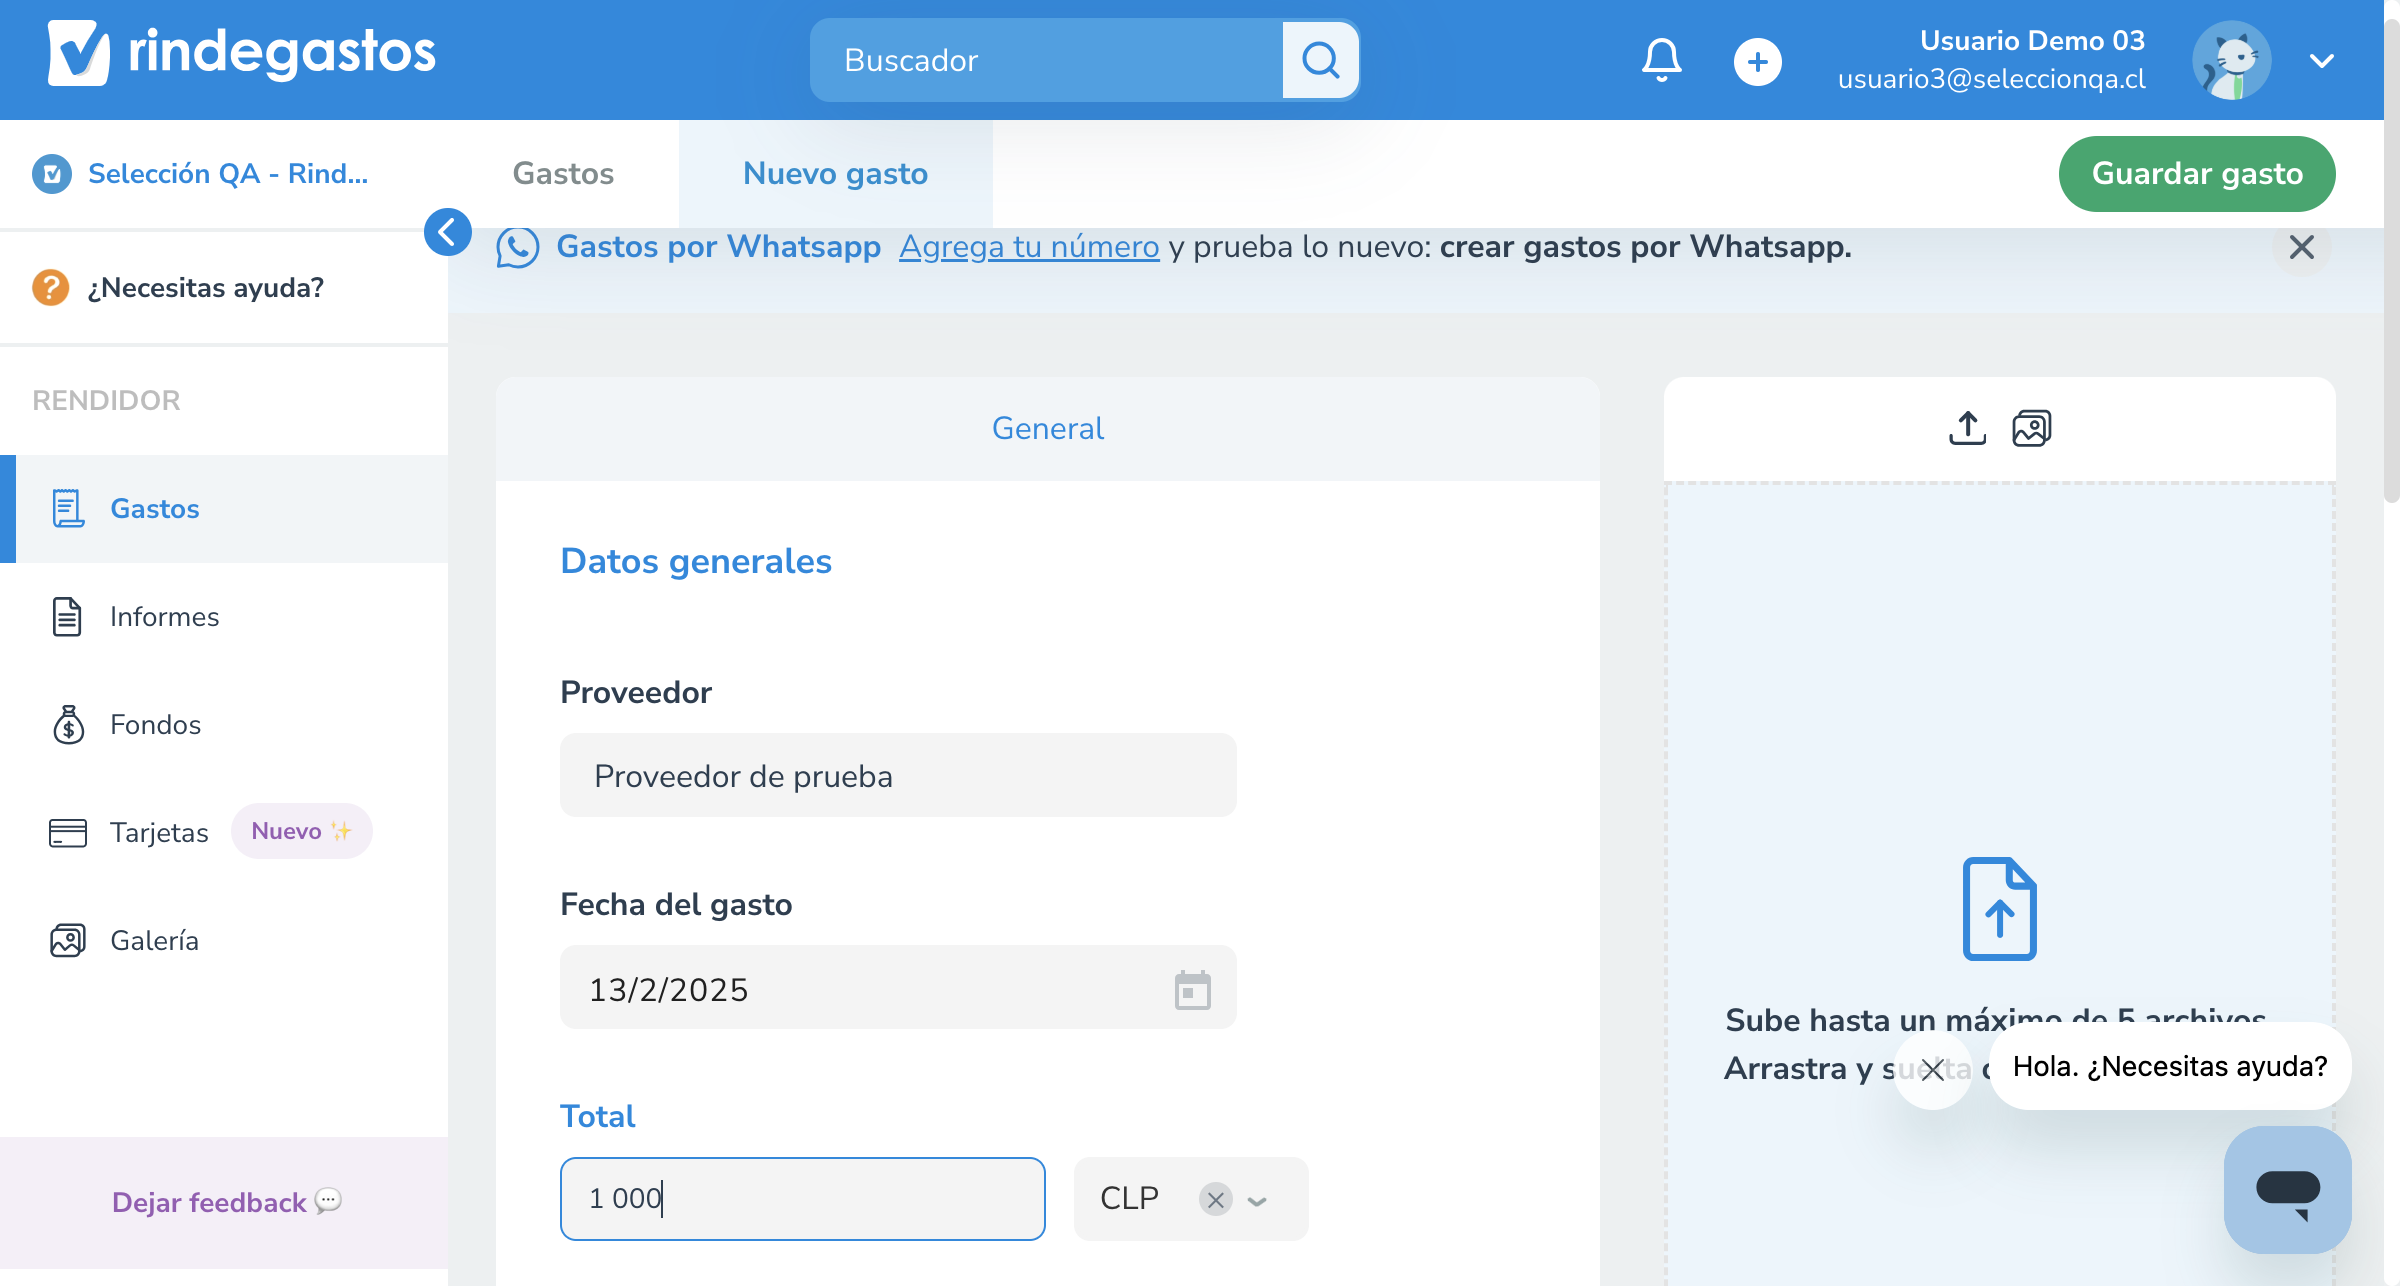 rindegastos
Buscador
Usuario Demo 03
usuario3@seleccionqa.cl
Selección QA - Rind...
Gastos
Nuevo gasto
Guardar gasto
Gastos por Whatsapp Agrega tu número y prueba lo nuevo: crear gastos por Whatsapp.
¿Necesitas ayuda?
RENDIDOR
Gastos
Informes
Fondos
Tarjetas
Nuevo ✨
Galería
Dejar feedback 💬
General
Datos generales
Proveedor
Proveedor de prueba
Fecha del gasto
13/2/2025
Total
1 000
CLP
Sube hasta un máximo de 5 archivos
Arrastra y suelta
Hola. ¿Necesitas ayuda?